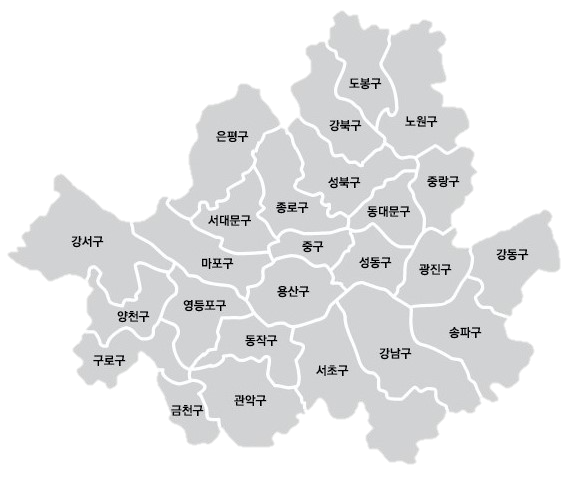 도봉구
노원구
강북구
은평구
성북구
중랑구
종로구
동대문구
서대문구
강서구
중구
강동구
마포구
성동구
광진구
용산구
영등포구
양천구
송파구
동작구
강남구
구로구
서초구
관악구
금천구